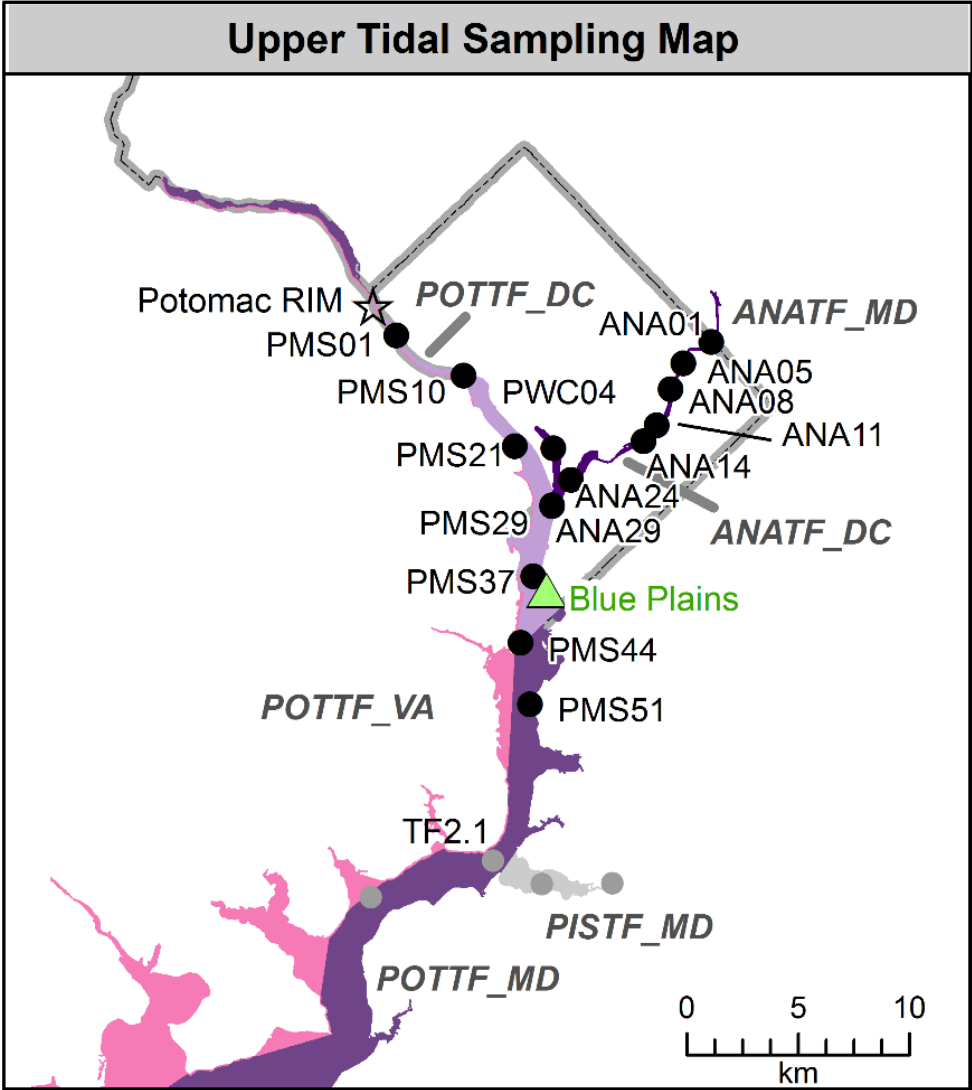 Upper Tidal Sampling Map
Potomac RIM
POTTF_DC
ANA01
ANATF_MD
PMS01
PMS10
PWC04
ANA05
ANA08
ANA11
PMS21
ANA14
ANA24
PMS29
ANA29
ANATF_DC
PMS37
Blue Plains
PMS44
POTTF_VA
PMS51
TF2.1
PISTF_MD
POTTF_MD
0 5 10
km